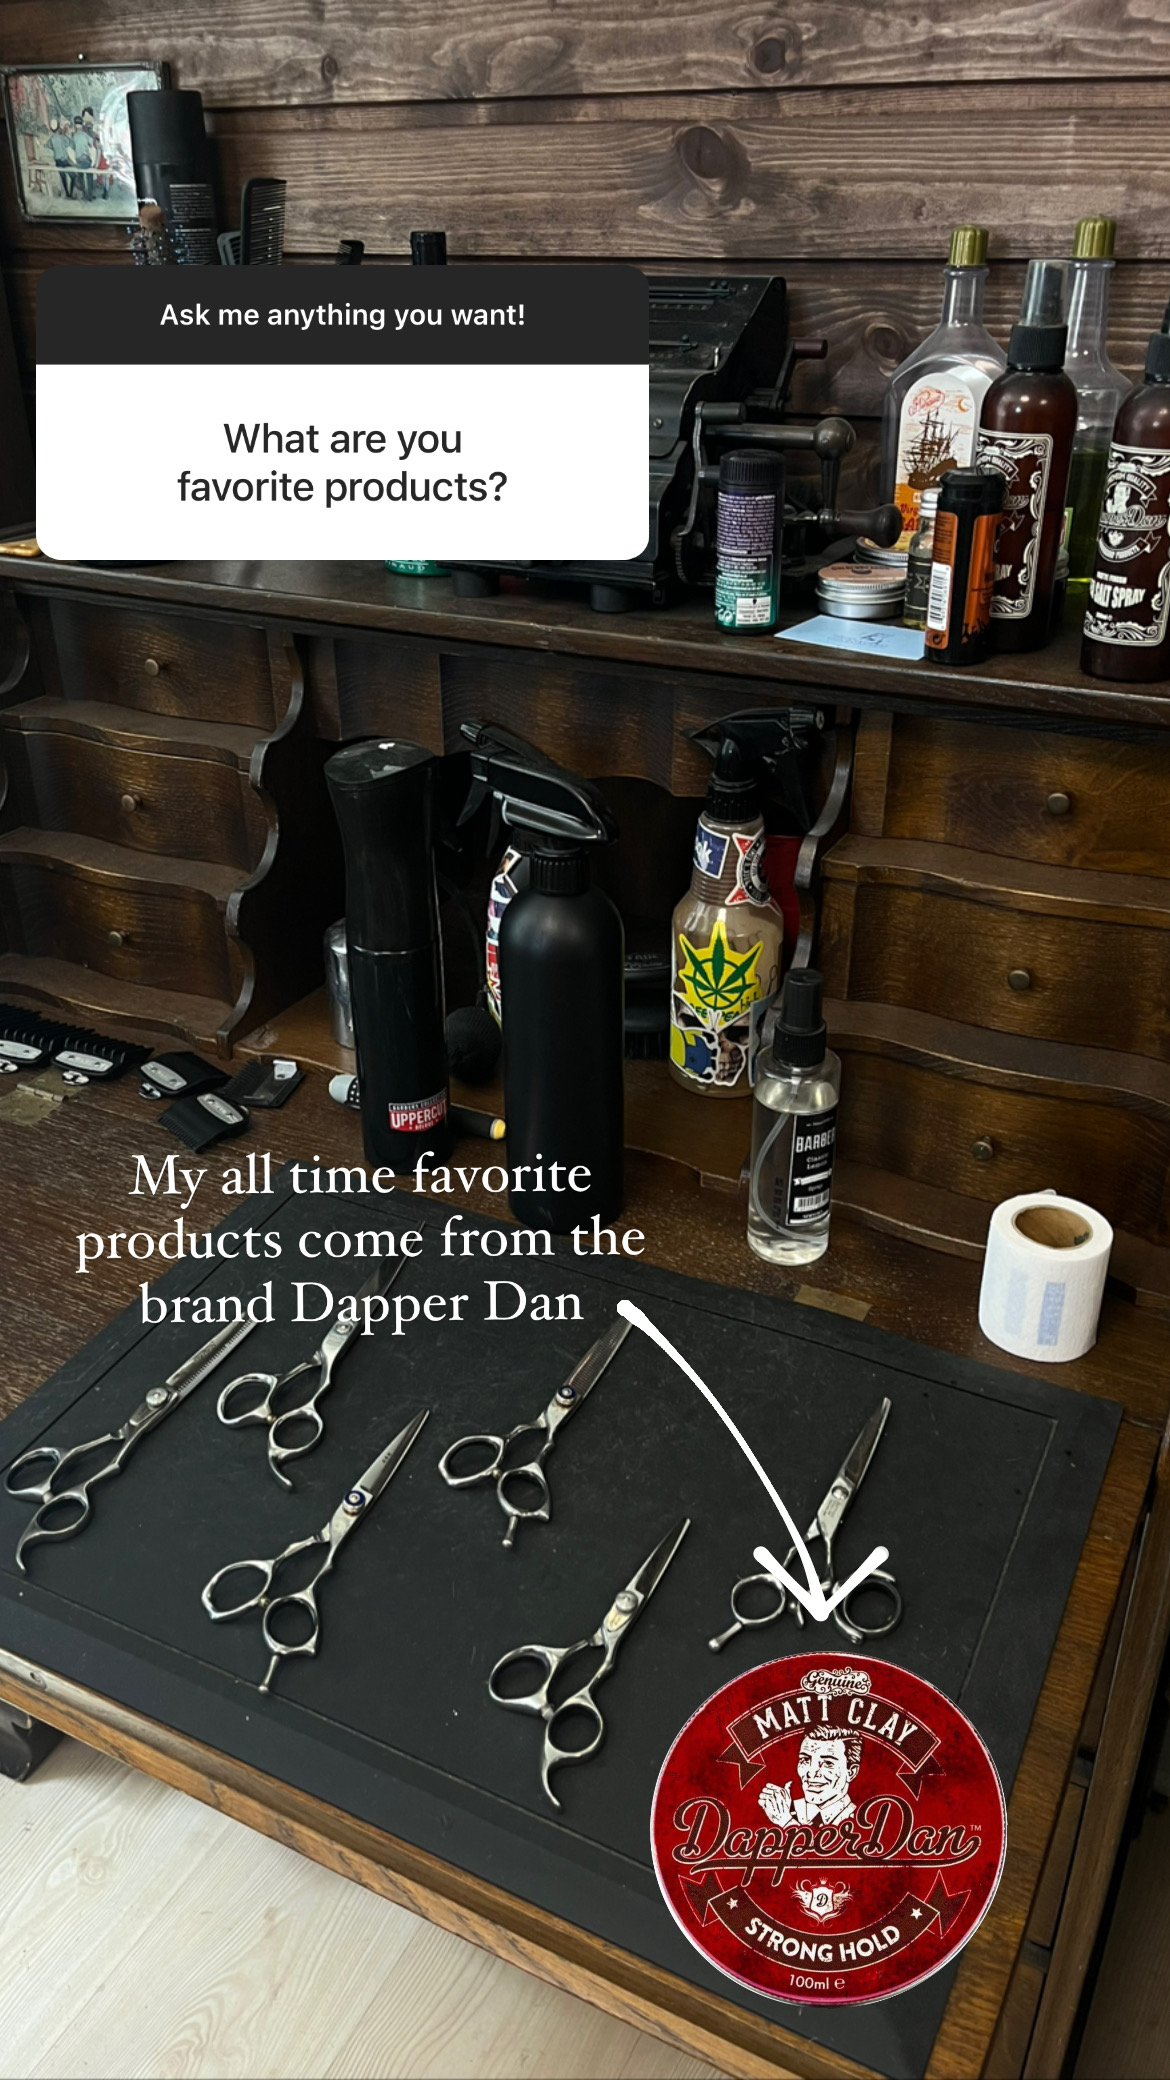 Ask me anything you want!
What are you
favorite products?
SALT SPRAY
UPPERCUT
BARBER
My all time favorite
products come from the
brand Dapper Dan
Genuine
MATT CLAY
DapperDan™
STRONG HOLD
100ml ℮